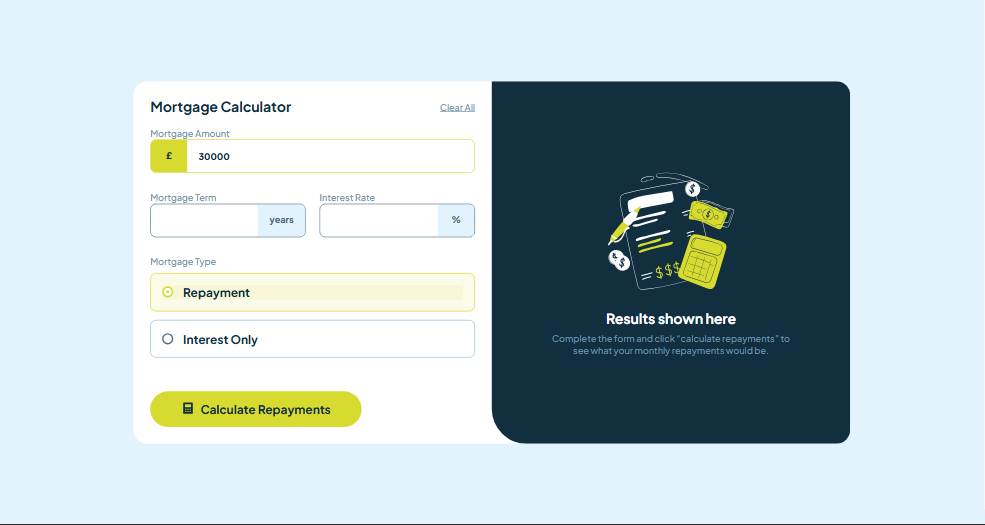 Mortgage Calculator
Clear All
Mortgage Amount
£ 30000
Mortgage Term
Interest Rate
years
%
Mortgage Type
Repayment
Interest Only
Calculate Repayments
$
$
$
$
$$$
Results shown here
Complete the form and click "calculate repayments" to
see what your monthly repayments would be.